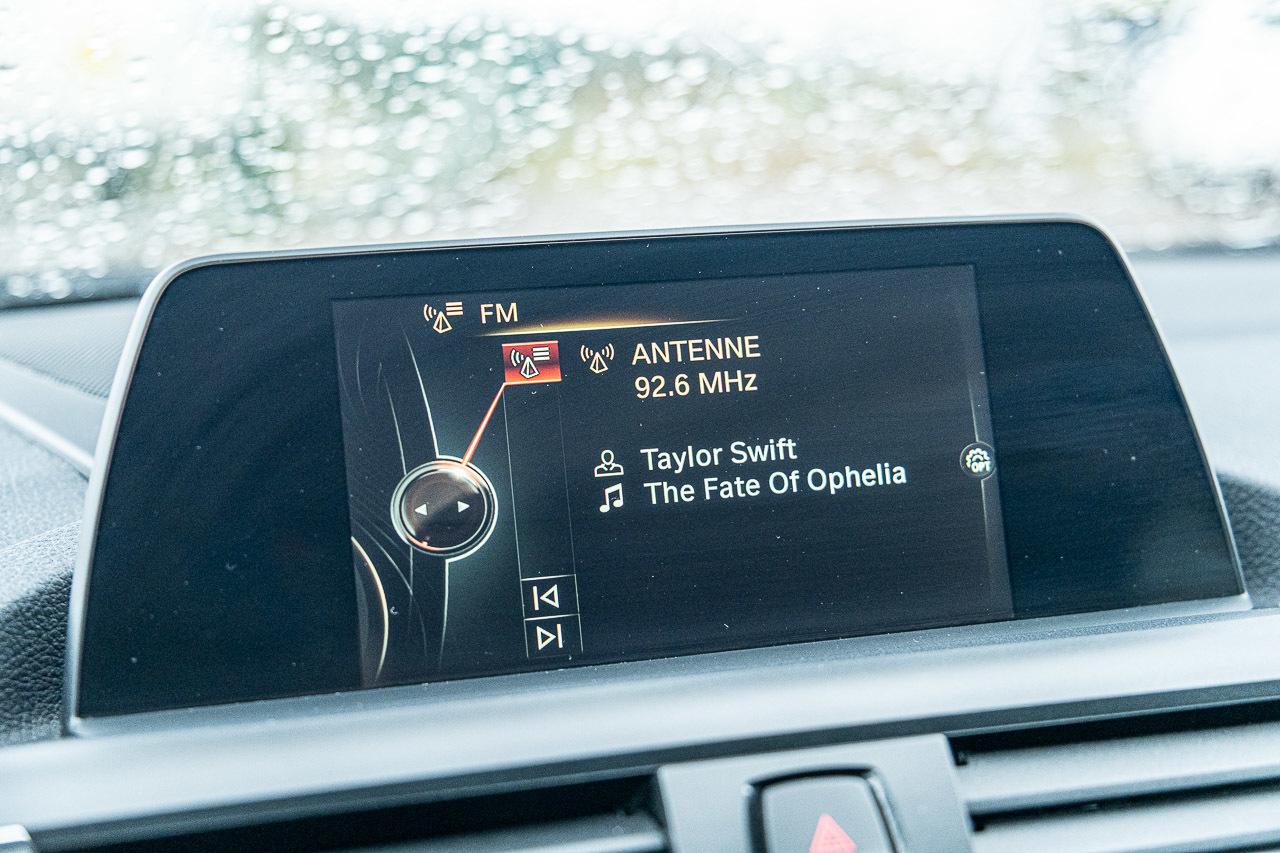 FM
ANTENNE
92.6 MHz
Taylor Swift
The Fate Of Ophelia
OPT